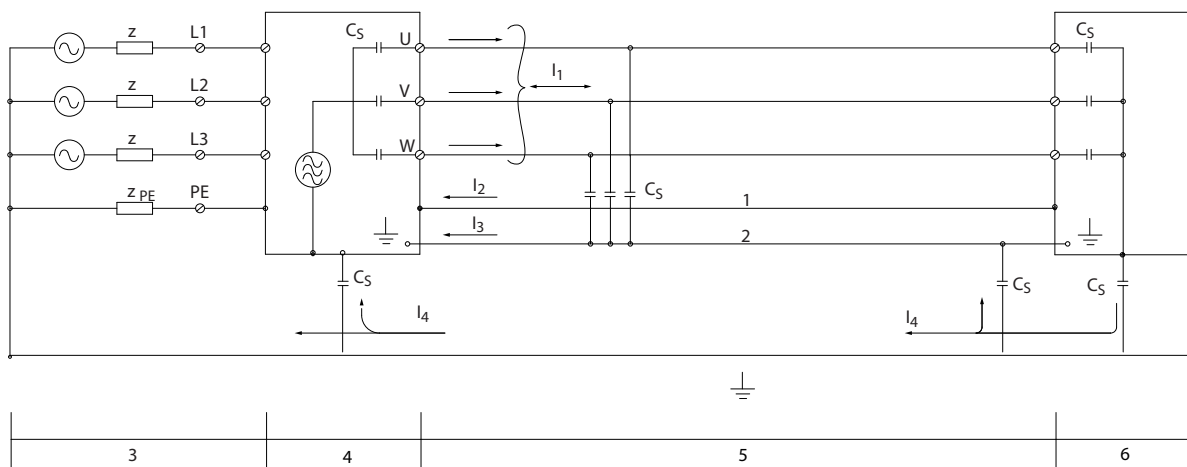 z L1 C_S U C_S
I_1
z L2 V
z L3 W
z_PE PE I_2 C_S 1
I_3 2
C_S C_S C_S
I_4 I_4
3 4 5 6